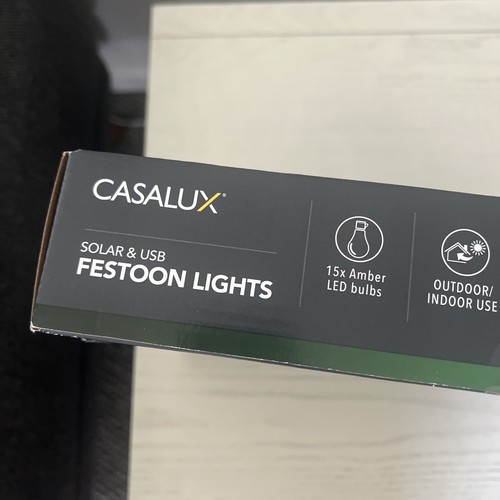 CASALUX®
SOLAR & USB
FESTOON LIGHTS
15x Amber
LED bulbs
OUTDOOR/
INDOOR USE